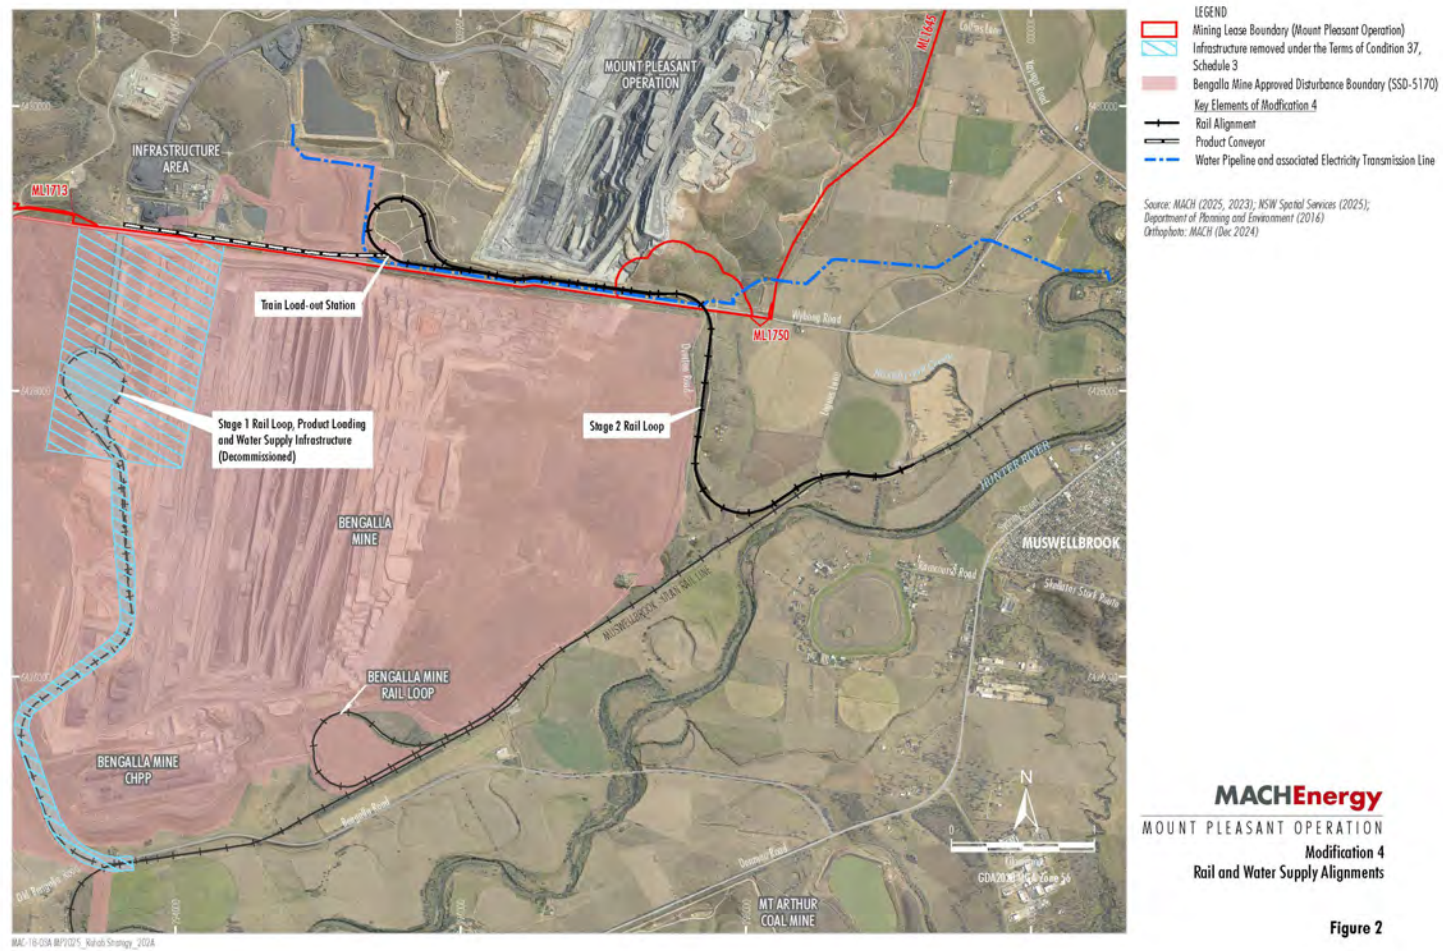 LEGEND
Mining Lease Boundary (Mount Pleasant Operation)
Infrastructure removed under the Terms of Condition 37,
Schedule 3
Bengalla Mine Approved Disturbance Boundary (SSD-5170)
Key Elements of Modfication 4
Rail Alignment
Product Conveyor
Water Pipeline and associated Electricity Transmission Line
Source: MACH (2025, 2023); NSW Spatial Services (2025);
Department of Planning and Environment (2016)
Orthophoto: MACH (Dec 2024)
ML1645
MOUNT PLEASANT
OPERATION
INFRASTRUCTURE
AREA
ML1713
Train Load-out Station
Wybong Road
ML1750
Stage 1 Rail Loop, Product Loading
and Water Supply Infrastructure
(Decommissioned)
Stage 2 Rail Loop
HUNTER RIVER
BENGALLA
MINE
MUSWELLBROOK
MUSWELLBROOK - ULAN RAIL LINE
BENGALLA MINE
RAIL LOOP
BENGALLA MINE
CHPP
Bengalla Road
Denman Road
N
0
MT ARTHUR
COAL MINE
MACHEnergy
MOUNT PLEASANT OPERATION
Modification 4
Rail and Water Supply Alignments
Figure 2